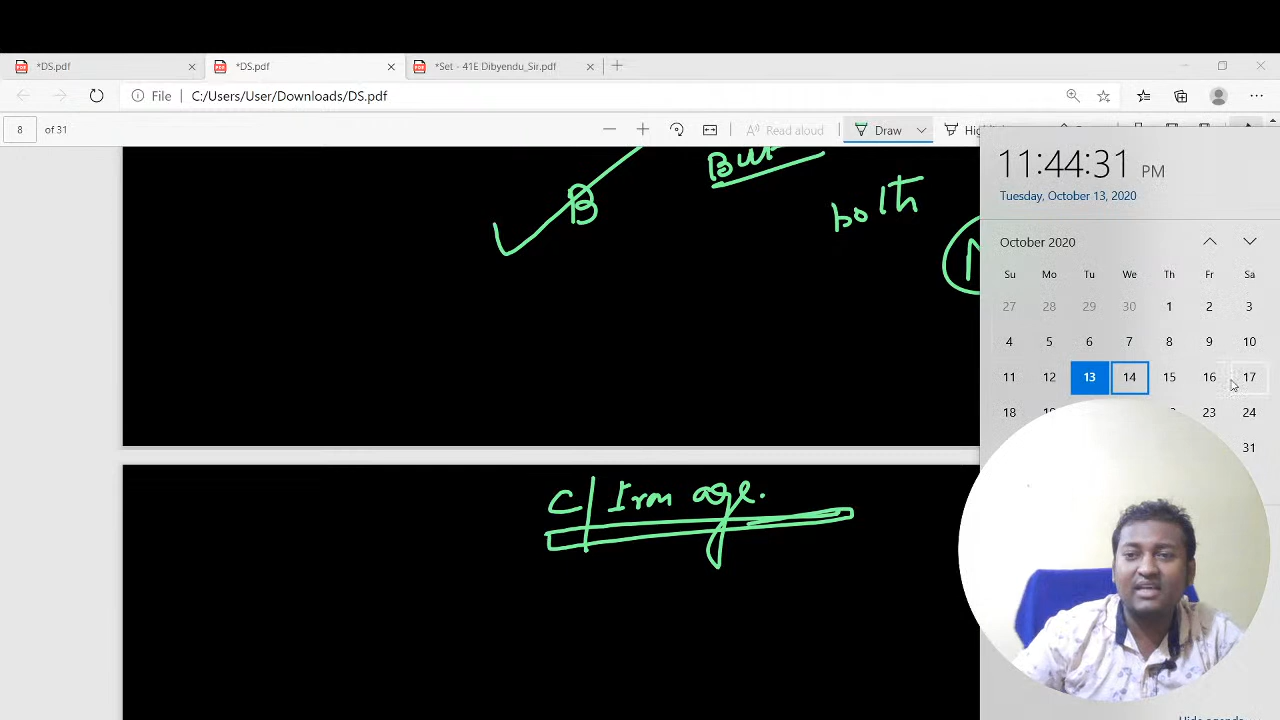 *DS.pdf
*DS.pdf
*Set - 41E Dibyendu_Sir.pdf
File
C:/Users/User/Downloads/DS.pdf
8 of 31
Read aloud
Draw
11:44:31 PM
Tuesday, October 13, 2020
October 2020
Su Mo Tu We Th Fr Sa
27 28 29 30 1 2 3
4 5 6 7 8 9 10
11 12 13 14 15 16 17
18 23 24
31
B
both
C/ Iron age.